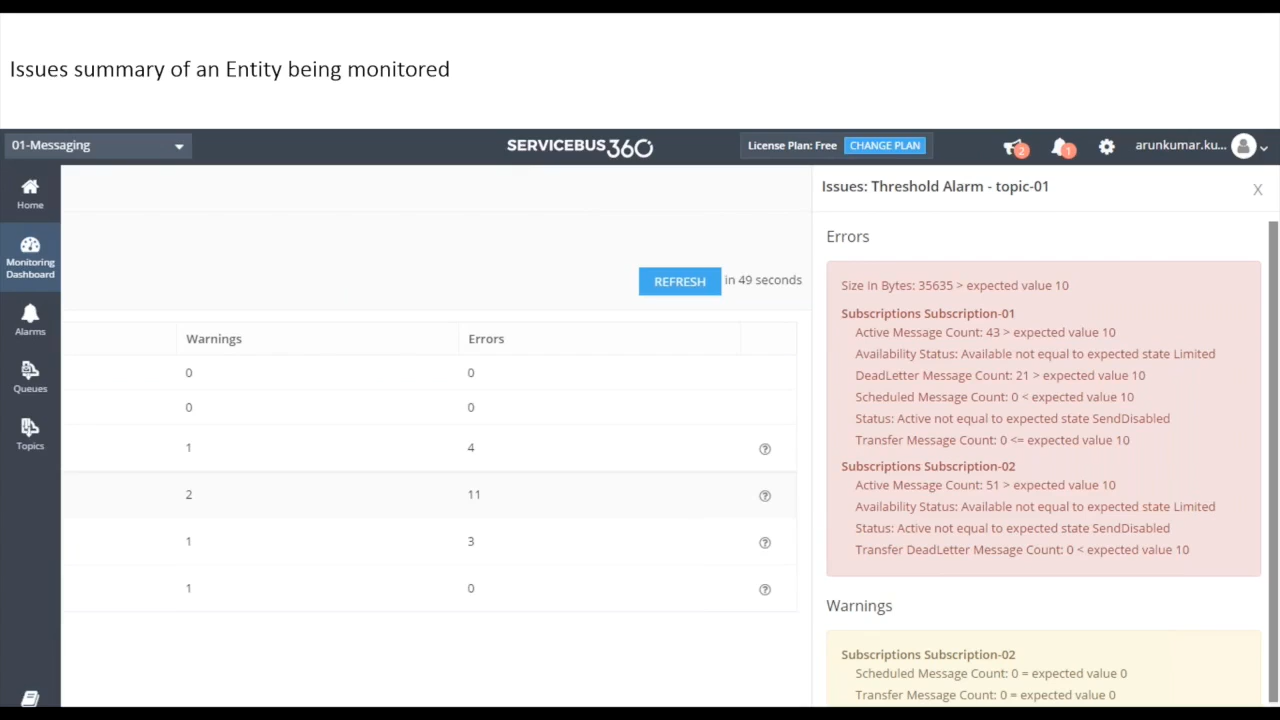 Issues summary of an Entity being monitored
01-Messaging
SERVICEBUS360
License Plan: Free
CHANGE PLAN
2
1
arunkumar.ku...
Home
Monitoring
Dashboard
Alarms
Queues
Topics
REFRESH in 49 seconds
Warnings Errors
0 0
0 0
1 4
2 11
1 3
1 0
Issues: Threshold Alarm - topic-01
X
Errors
Size in Bytes: 35635 > expected value 10
Subscriptions Subscription-01
Active Message Count: 43 > expected value 10
Availability Status: Available not equal to expected state Limited
DeadLetter Message Count: 21 > expected value 10
Scheduled Message Count: 0 < expected value 10
Status: Active not equal to expected state SendDisabled
Transfer Message Count: 0 <= expected value 10
Subscriptions Subscription-02
Active Message Count: 51 > expected value 10
Availability Status: Available not equal to expected state Limited
Status: Active not equal to expected state SendDisabled
Transfer DeadLetter Message Count: 0 < expected value 10
Warnings
Subscriptions Subscription-02
Scheduled Message Count: 0 = expected value 0
Transfer Message Count: 0 = expected value 0